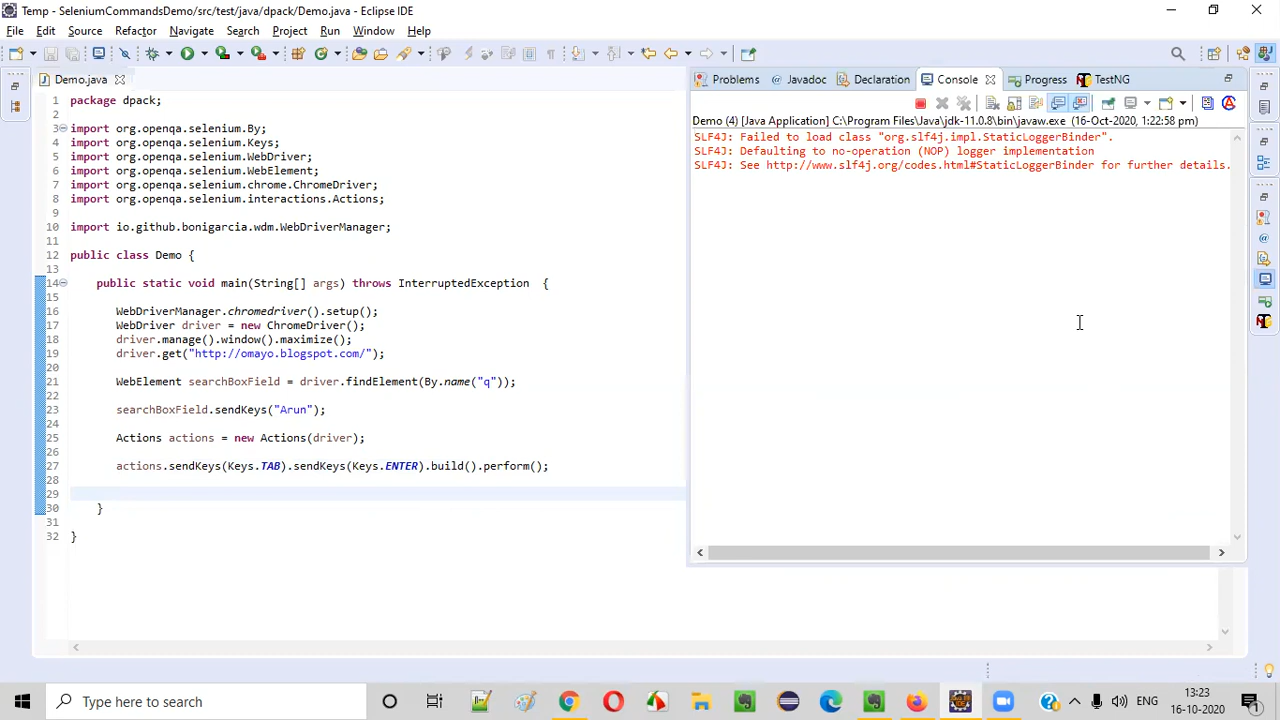 Temp - SeleniumCommandsDemo/src/test/java/dpack/Demo.java - Eclipse IDE
File Edit Source Refactor Navigate Search Project Run Window Help
Demo.java
Problems @ Javadoc Declaration Console Progress TestNG
Demo (4) [Java Application] C:\Program Files\Java\jdk-11.0.8\bin\javaw.exe (16-Oct-2020, 1:22:58 pm)
SLF4J: Failed to load class "org.slf4j.impl.StaticLoggerBinder".
SLF4J: Defaulting to no-operation (NOP) logger implementation
SLF4J: See http://www.slf4j.org/codes.html#StaticLoggerBinder for further details.
1 package dpack;
2
3 import org.openqa.selenium.By;
4 import org.openqa.selenium.Keys;
5 import org.openqa.selenium.WebDriver;
6 import org.openqa.selenium.WebElement;
7 import org.openqa.selenium.chrome.ChromeDriver;
8 import org.openqa.selenium.interactions.Actions;
9
10 import io.github.bonigarcia.wdm.WebDriverManager;
11
12 public class Demo {
13
14 public static void main(String[] args) throws InterruptedException {
15
16 WebDriverManager.chromedriver().setup();
17 WebDriver driver = new ChromeDriver();
18 driver.manage().window().maximize();
19 driver.get("http://omayo.blogspot.com/");
20
21 WebElement searchBoxField = driver.findElement(By.name("q"));
22
23 searchBoxField.sendKeys("Arun");
24
25 Actions actions = new Actions(driver);
26
27 actions.sendKeys(Keys.TAB).sendKeys(Keys.ENTER).build().perform();
28
29
30 }
31
32 }
Type here to search
ENG
13:23
16-10-2020